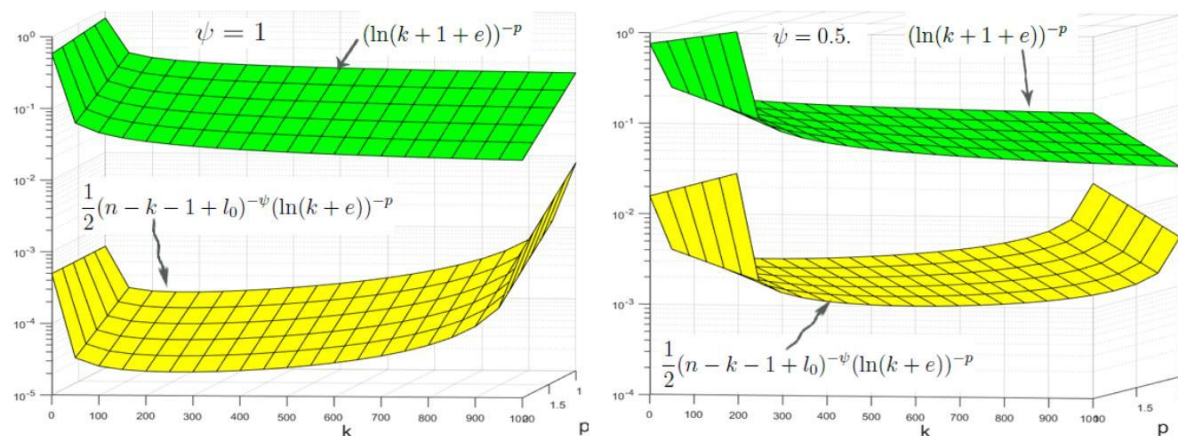 ψ = 1
(ln(k + 1 + e))^{-p}
10^0
10^{-1}
10^{-2}
10^{-3}
10^{-4}
10^{-5}
\frac{1}{2}(n − k − 1 + l_0)^{-ψ}(ln(k + e))^{-p}
0 100 200 300 400 500 600 700 800 900
k
1
1.5
p
ψ = 0.5.
(ln(k + 1 + e))^{-p}
10^0
10^{-1}
10^{-2}
10^{-3}
10^{-4}
\frac{1}{2}(n − k − 1 + l_0)^{-ψ}(ln(k + e))^{-p}
0 100 200 300 400 500 600 700 800 900
k
1.5
p